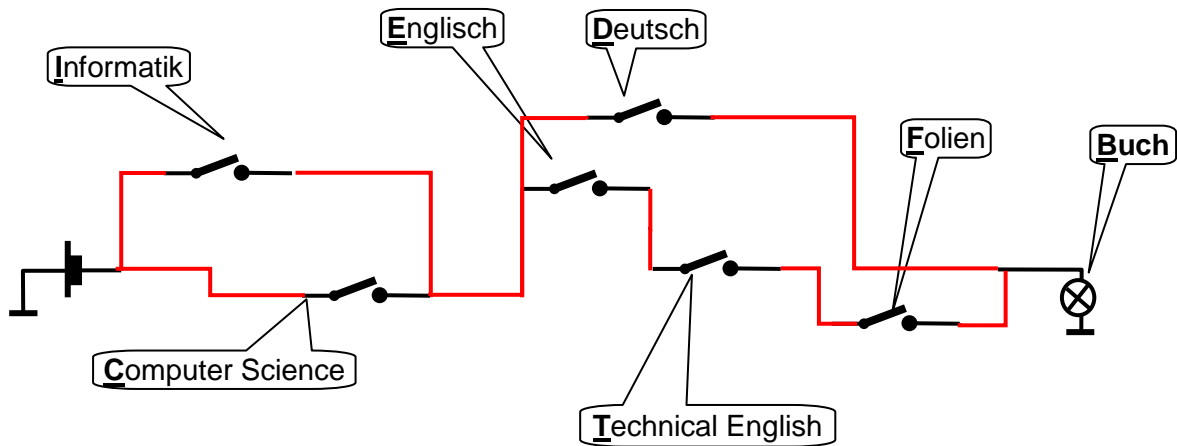 Englisch
Deutsch
Informatik
Folien
Buch
Computer Science
Technical English